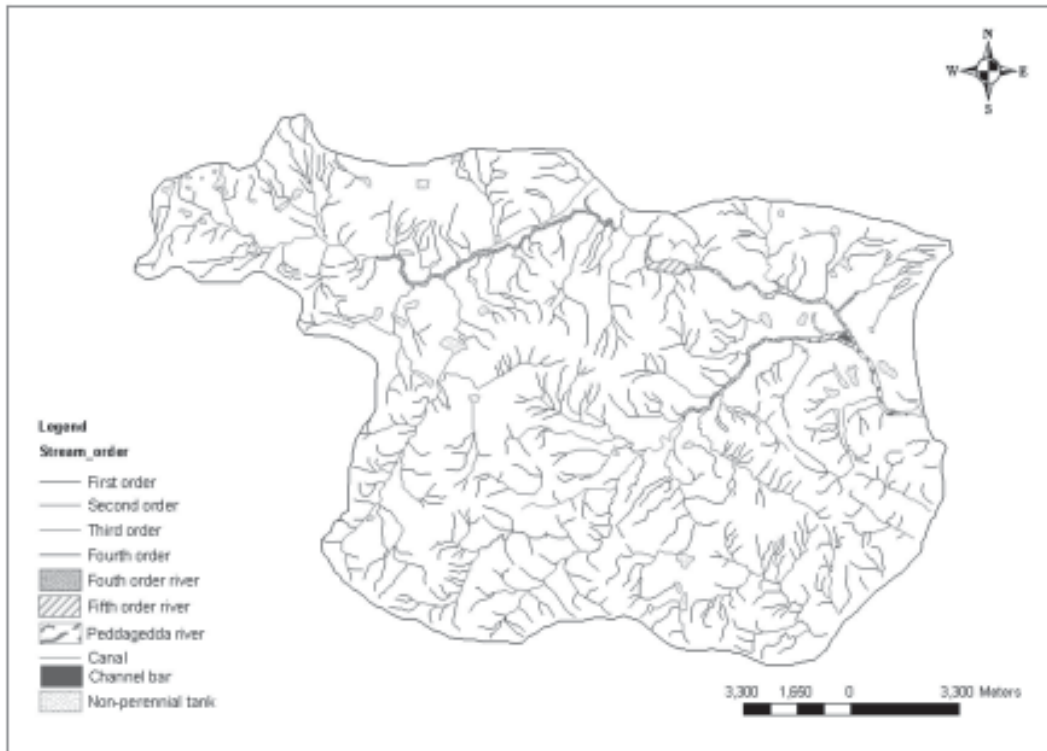 N
W E
S
Legend
Stream_order
First order
Second order
Third order
Fourth order
Fouth order river
Fifth order river
Peddagedda river
Canal
Channel bar
Non-perennial tank
3,300 1,650 0 3,300 Meters